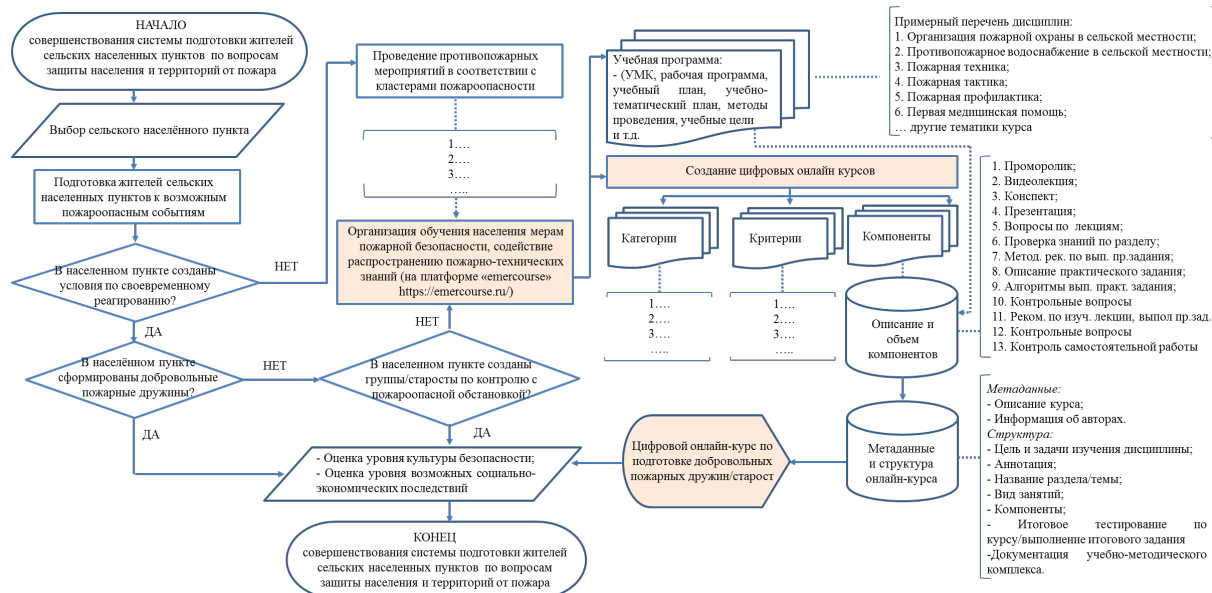 НАЧАЛО
совершенствования системы подготовки жителей
сельских населенных пунктов по вопросам
защиты населения и территорий от пожара
Выбор сельского населённого пункта
Подготовка жителей сельских
населенных пунктов к возможным
пожароопасным событиям
В населенном пункте созданы
условия по своевременному
реагированию?
НЕТ
ДА
В населённом пункте
сформированы добровольные
пожарные дружины?
НЕТ
ДА
Проведение противопожарных
мероприятий в соответствии с
кластерами пожароопасности
1….
2….
3….
…..
Организация обучения населения мерам
пожарной безопасности, содействие
распространению пожарно-технических
знаний (на платформе «emercourse»
https://emercourse.ru/)
НЕТ
В населенном пункте созданы
группы/старосты по контролю с
пожароопасной обстановкой?
ДА
- Оценка уровня культуры безопасности;
- Оценка уровня возможных социально-
экономических последствий
КОНЕЦ
совершенствования системы подготовки жителей
сельских населенных пунктов по вопросам
защиты населения и территорий от пожара
Учебная программа:
- (УМК, рабочая программа,
учебный план, учебно-
тематический план, методы
проведения, учебные цели
и т.д.
Примерный перечень дисциплин:
1. Организация пожарной охраны в сельской местности;
2. Противопожарное водоснабжение в сельской местности;
3. Пожарная техника;
4. Пожарная тактика;
5. Пожарная профилактика;
6. Первая медицинская помощь;
… другие тематики курса
Создание цифровых онлайн курсов
Категории
Критерии
Компоненты
1….
2….
3….
…..
1….
2….
3….
…..
Описание и
объем
компонентов
1. Проморолик;
2. Видеолекция;
3. Конспект;
4. Презентация;
5. Вопросы по лекциям;
6. Проверка знаний по разделу;
7. Метод. рек. по вып. пр.задания;
8. Описание практического задания;
9. Алгоритмы вып. практ. задания;
10. Контрольные вопросы
11. Реком. по изуч. лекции, выпол пр.зад.
12. Контрольные вопросы
13. Контроль самостоятельной работы
Цифровой онлайн-курс по
подготовке добровольных
пожарных дружин/старост
Метаданные
и структура
онлайн-курса
Метаданные:
- Описание курса;
- Информация об авторах.
Структура:
- Цель и задачи изучения дисциплины;
- Аннотация;
- Название раздела/темы;
- Вид занятий;
- Компоненты;
- Итоговое тестирование по
курсу/выполнение итогового задания
-Документация учебно-методического
комплекса.